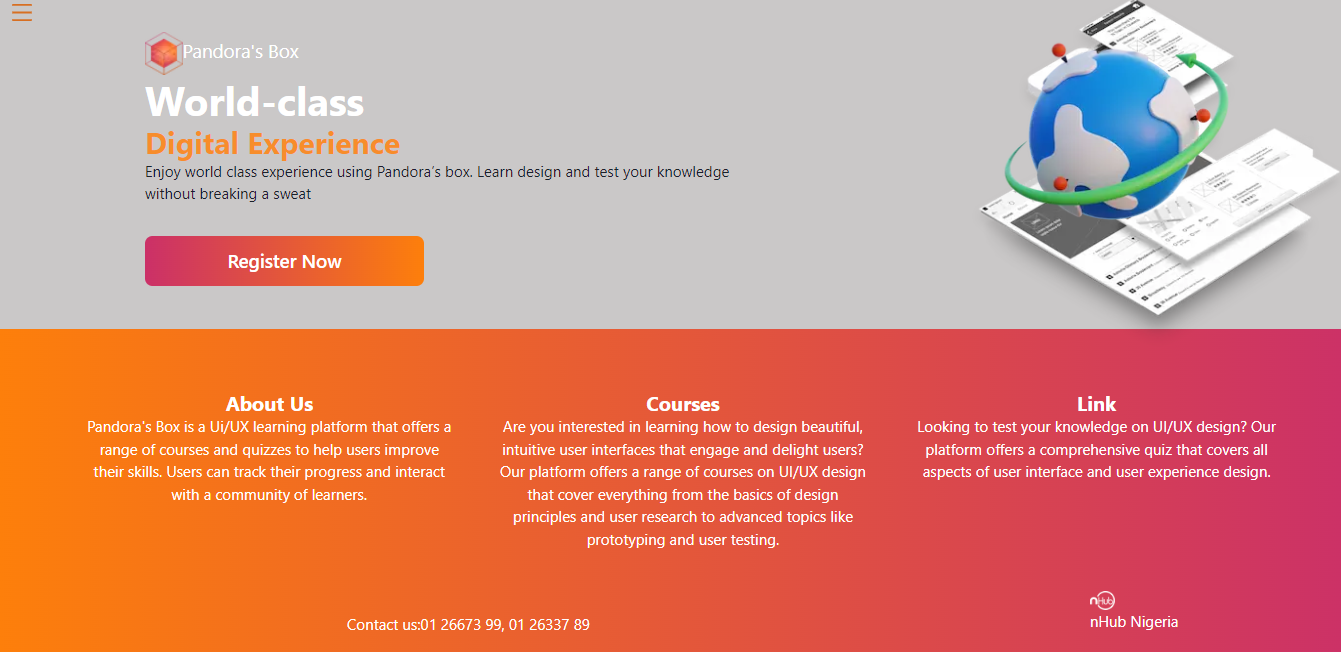 Pandora's Box
World-class
Digital Experience
Enjoy world class experience using Pandora’s box. Learn design and test your knowledge
without breaking a sweat
Register Now
About Us
Pandora's Box is a Ui/UX learning platform that offers a
range of courses and quizzes to help users improve
their skills. Users can track their progress and interact
with a community of learners.
Courses
Are you interested in learning how to design beautiful,
intuitive user interfaces that engage and delight users?
Our platform offers a range of courses on UI/UX design
that cover everything from the basics of design
principles and user research to advanced topics like
prototyping and user testing.
Link
Looking to test your knowledge on UI/UX design? Our
platform offers a comprehensive quiz that covers all
aspects of user interface and user experience design.
Contact us:01 26673 99, 01 26337 89
nHub
nHub Nigeria